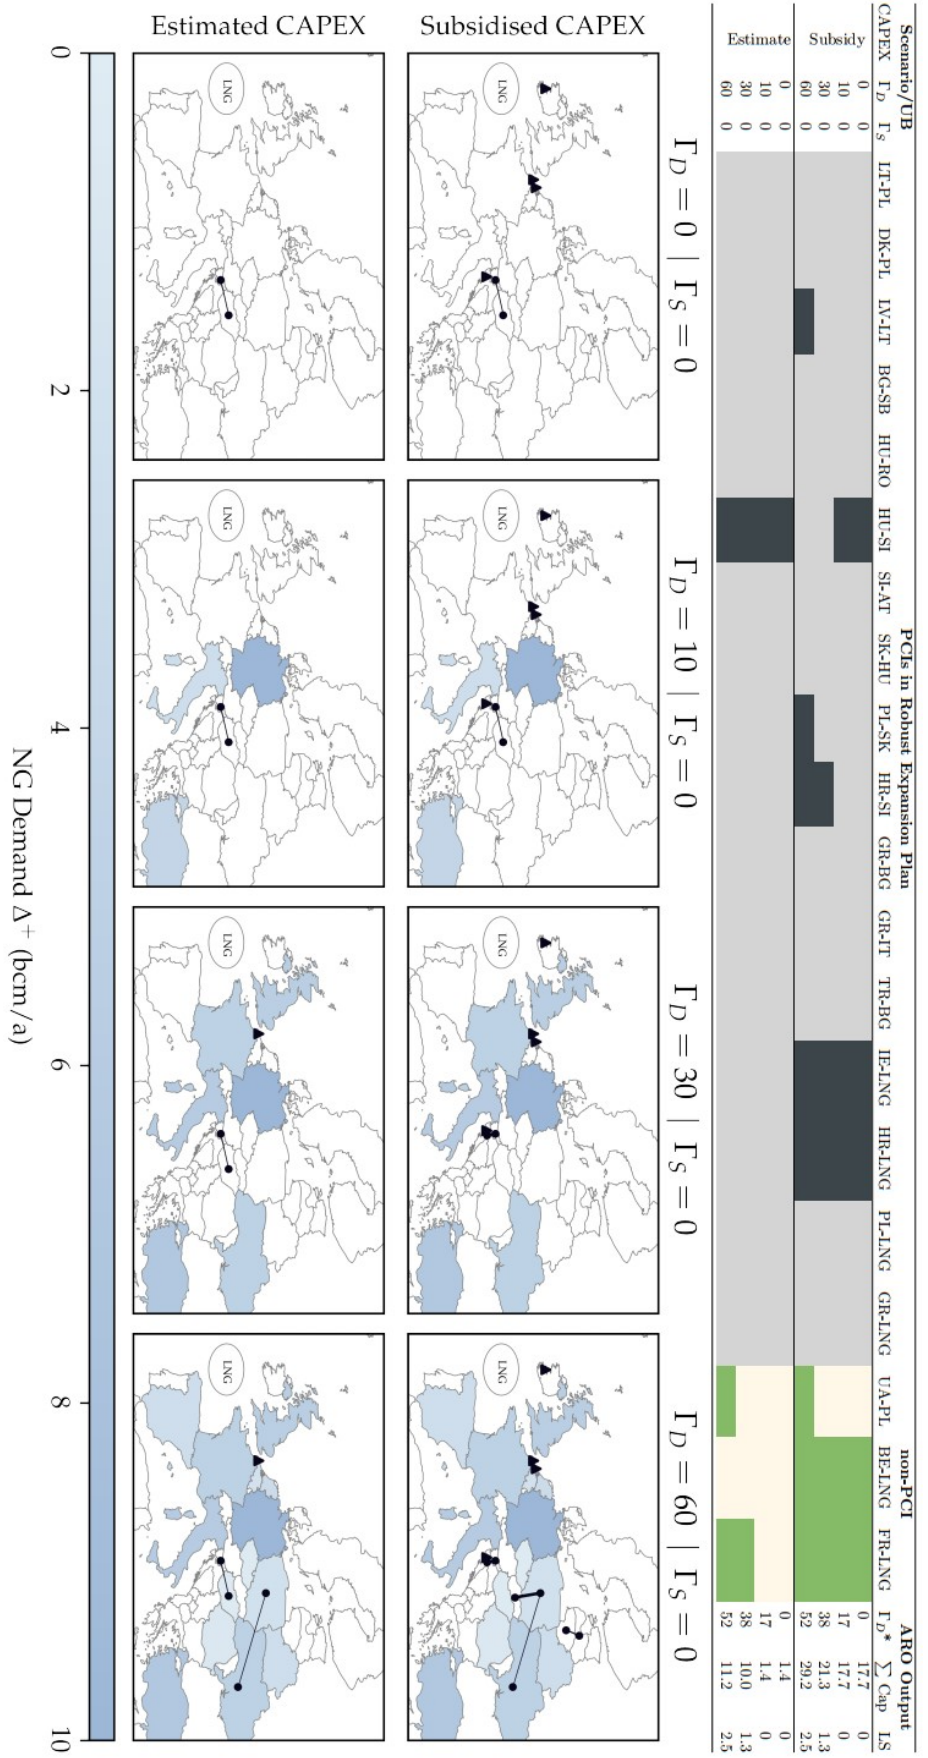 Scenario/UB PCIs in Robust Expansion Plan non-PCI ARO Output
CAPEX Γ_D Γ_S LT-PL DK-PL LV-LT BG-SB HU-RO HU-SI SI-AT SK-HU PL-SK HR-SI GR-BG GR-IT TR-BG IE-LNG HR-LNG PL-LNG GR-LNG UA-PL BE-LNG FR-LNG Γ_D* ∑ Cap LS
Subsidy
0 0 0 17.7 0
10 0 17 17.7 0
30 0 38 21.3 1.3
60 0 52 29.2 2.5
Estimate
0 0 0 1.4 0
10 0 17 1.4 0
30 0 38 10.0 1.3
60 0 52 11.2 2.5
Γ_D = 0 | Γ_S = 0
Γ_D = 10 | Γ_S = 0
Γ_D = 30 | Γ_S = 0
Γ_D = 60 | Γ_S = 0
Subsidised CAPEX
LNG
LNG
LNG
LNG
Estimated CAPEX
LNG
LNG
LNG
LNG
0 2 4 6 8 10
NG Demand Δ⁺ (bcm/a)